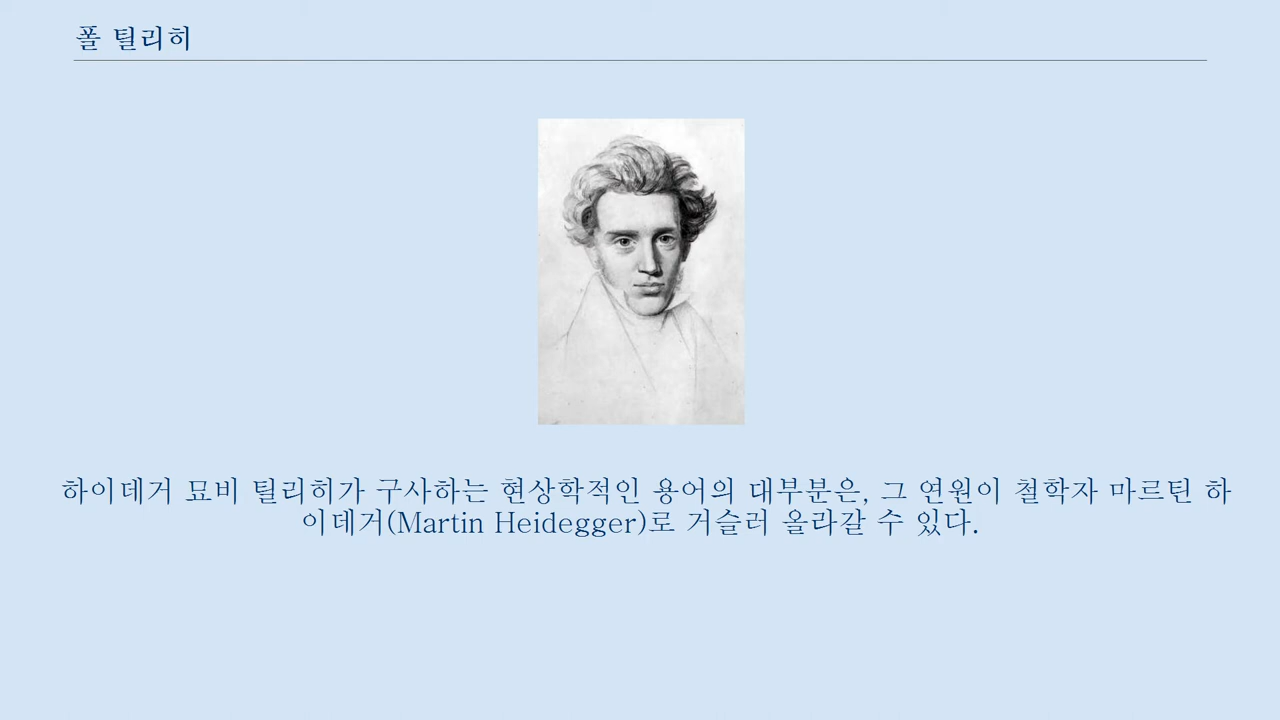 폴 틸리히
하이데거 묘비 틸리히가 구사하는 현상학적인 용어의 대부분은, 그 연원이 철학자 마르틴 하
이데거(Martin Heidegger)로 거슬러 올라갈 수 있다.